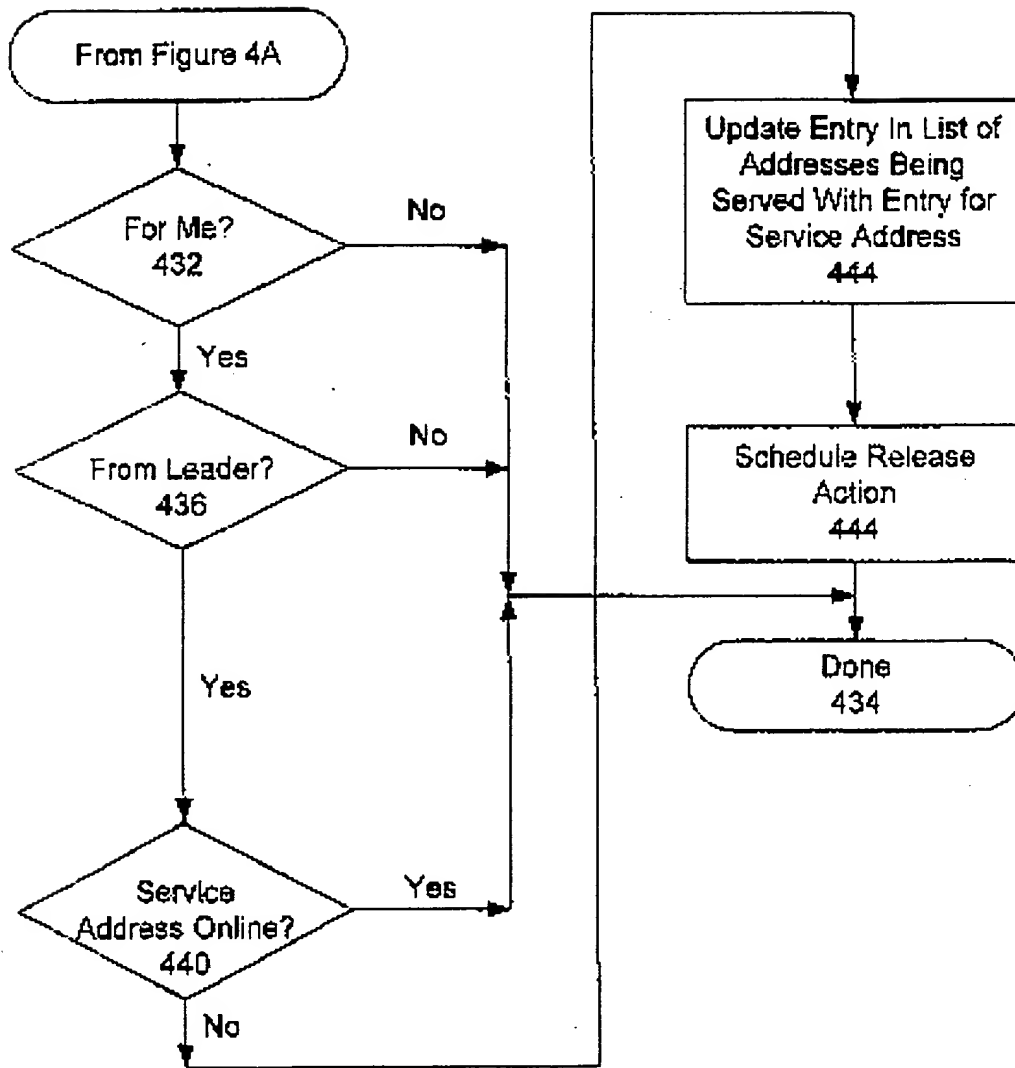 From Figure 4A
For Me?
432
No
Yes
From Leader?
436
No
Yes
Service
Address Online?
440
Yes
No
Update Entry In List of
Addresses Being
Served With Entry for
Service Address
444
Schedule Release
Action
444
Done
434